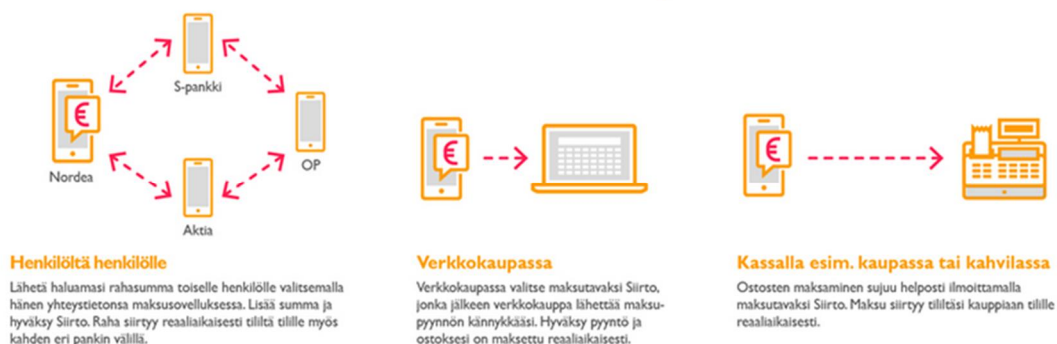 S-pankki
€
Nordea
OP
Aktia
€
€
Henkilöltä henkilölle
Lähetä haluamasi rahasumma toiselle henkilölle valitsemalla
hänen yhteystietonsa maksusovelluksessa. Lisää summa ja
hyväksy Siirto. Raha siirtyy reaaliaikaisesti tililtä tilille myös
kahden eri pankin välillä.
Verkkokaupassa
Verkkokaupassa valitse maksutavaksi Siirto,
jonka jälkeen verkkokauppa lähettää maksu-
pyynnön kännykkääsi. Hyväksy pyyntö ja
ostoksesi on maksettu reaaliaikaisesti.
Kassalla esim. kaupassa tai kahvilassa
Ostosten maksaminen sujuu helposti ilmoittamalla
maksutavaksi Siirto. Maksu siirtyy tililtäsi kauppiaan tilille
reaaliaikaisesti.